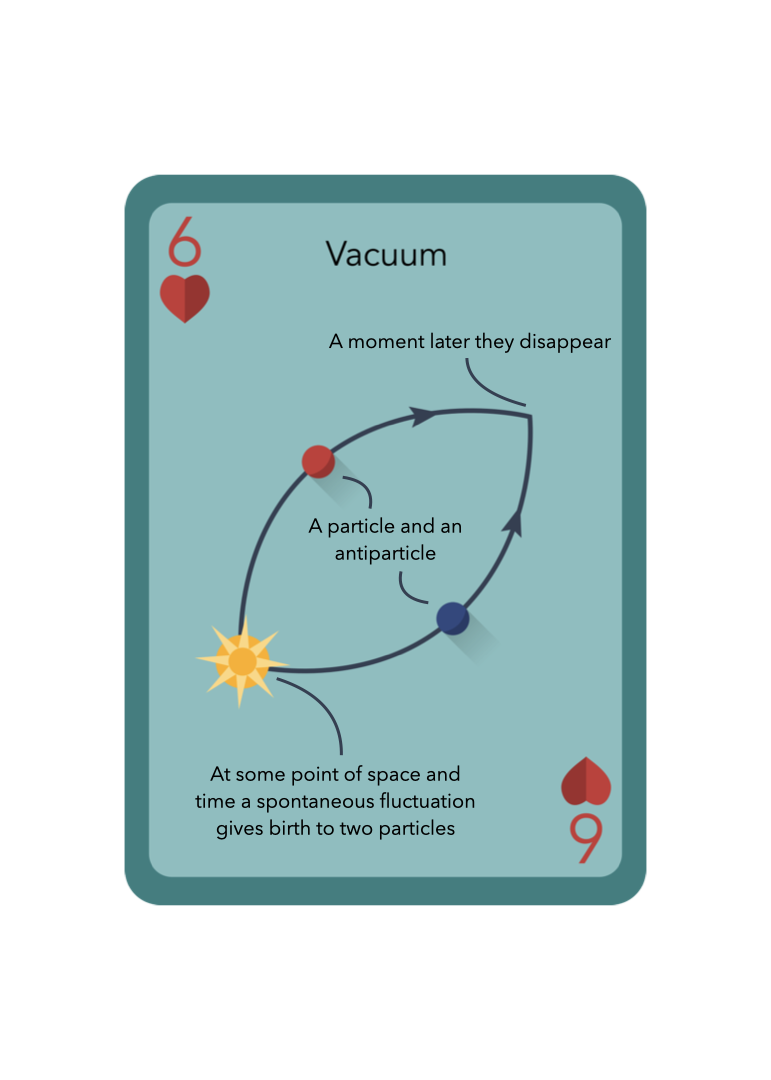 6
Vacuum
A moment later they disappear
A particle and an
antiparticle
At some point of space and
time a spontaneous fluctuation
gives birth to two particles
6